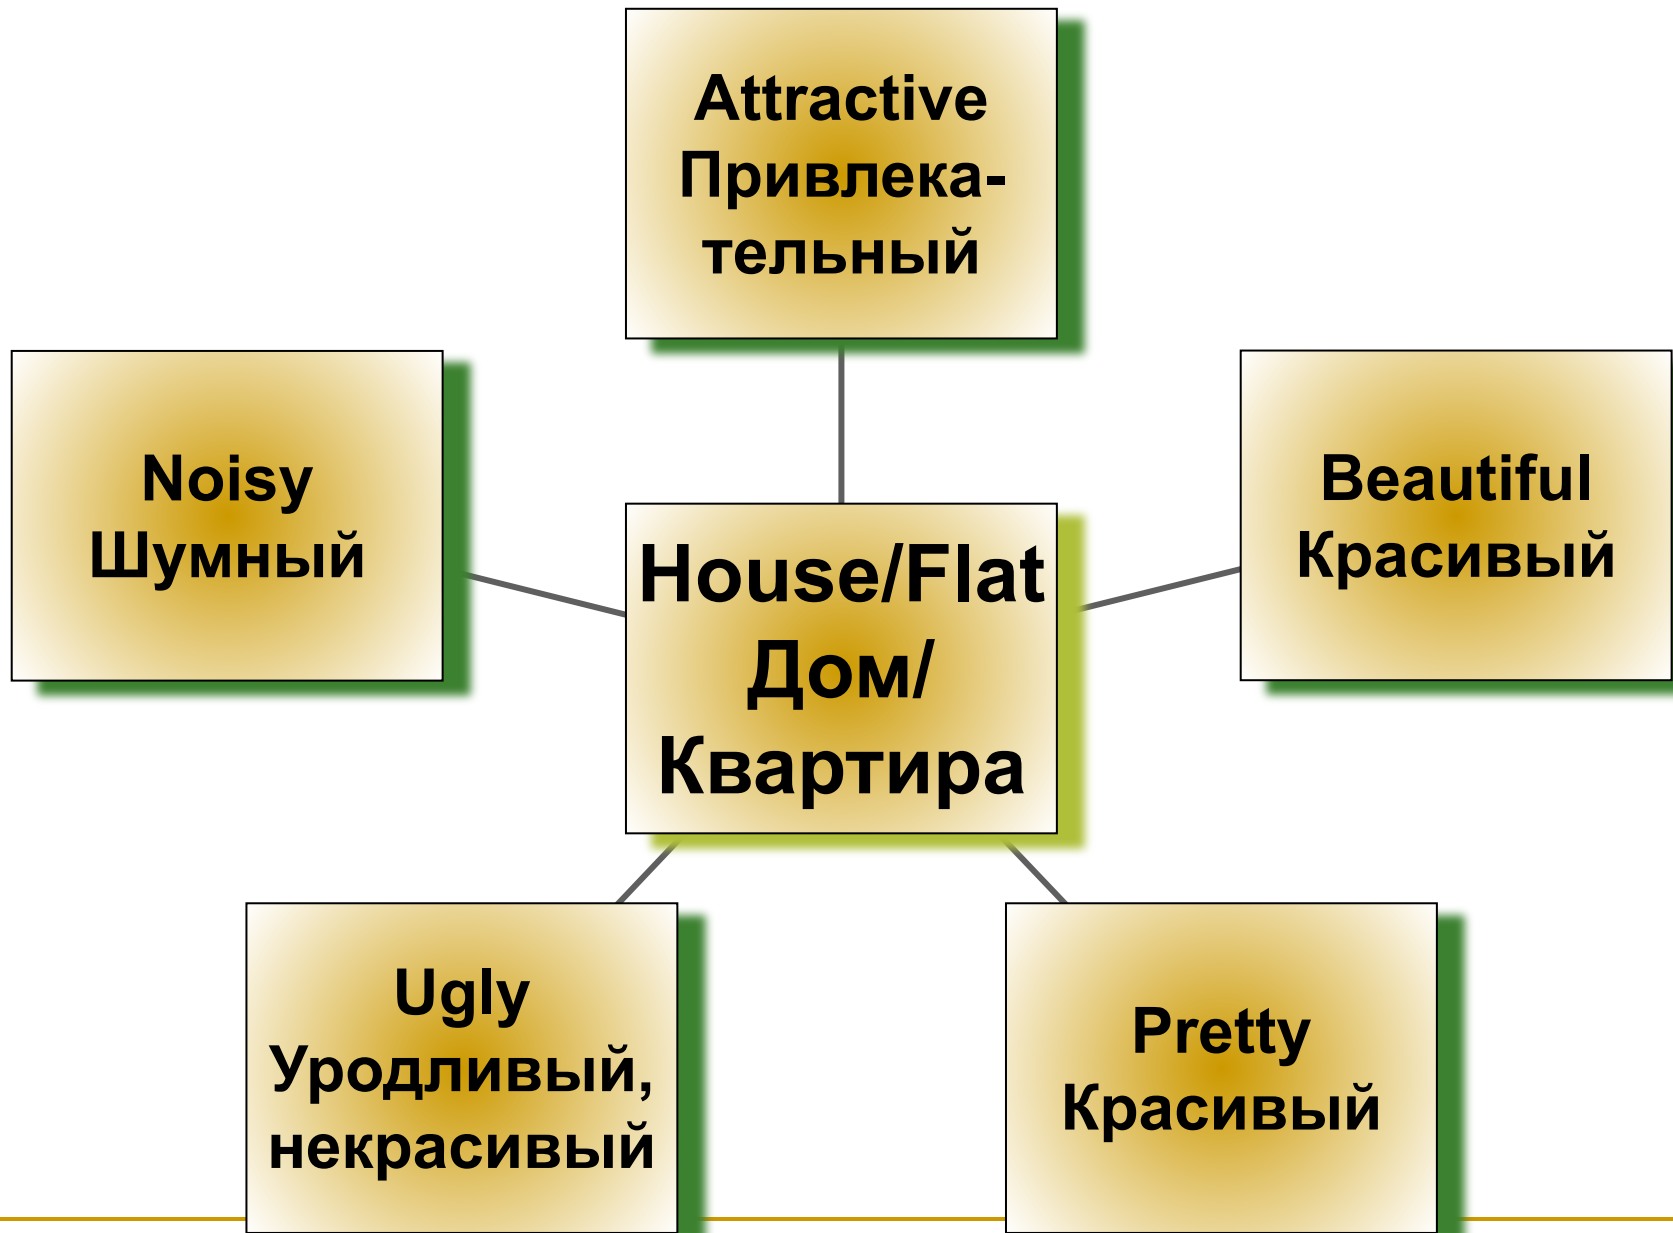 Attractive
Привлека-
тельный
Noisy
Шумный
Beautiful
Красивый
House/Flat
Дом/
Квартира
Ugly
Уродливый,
некрасивый
Pretty
Красивый